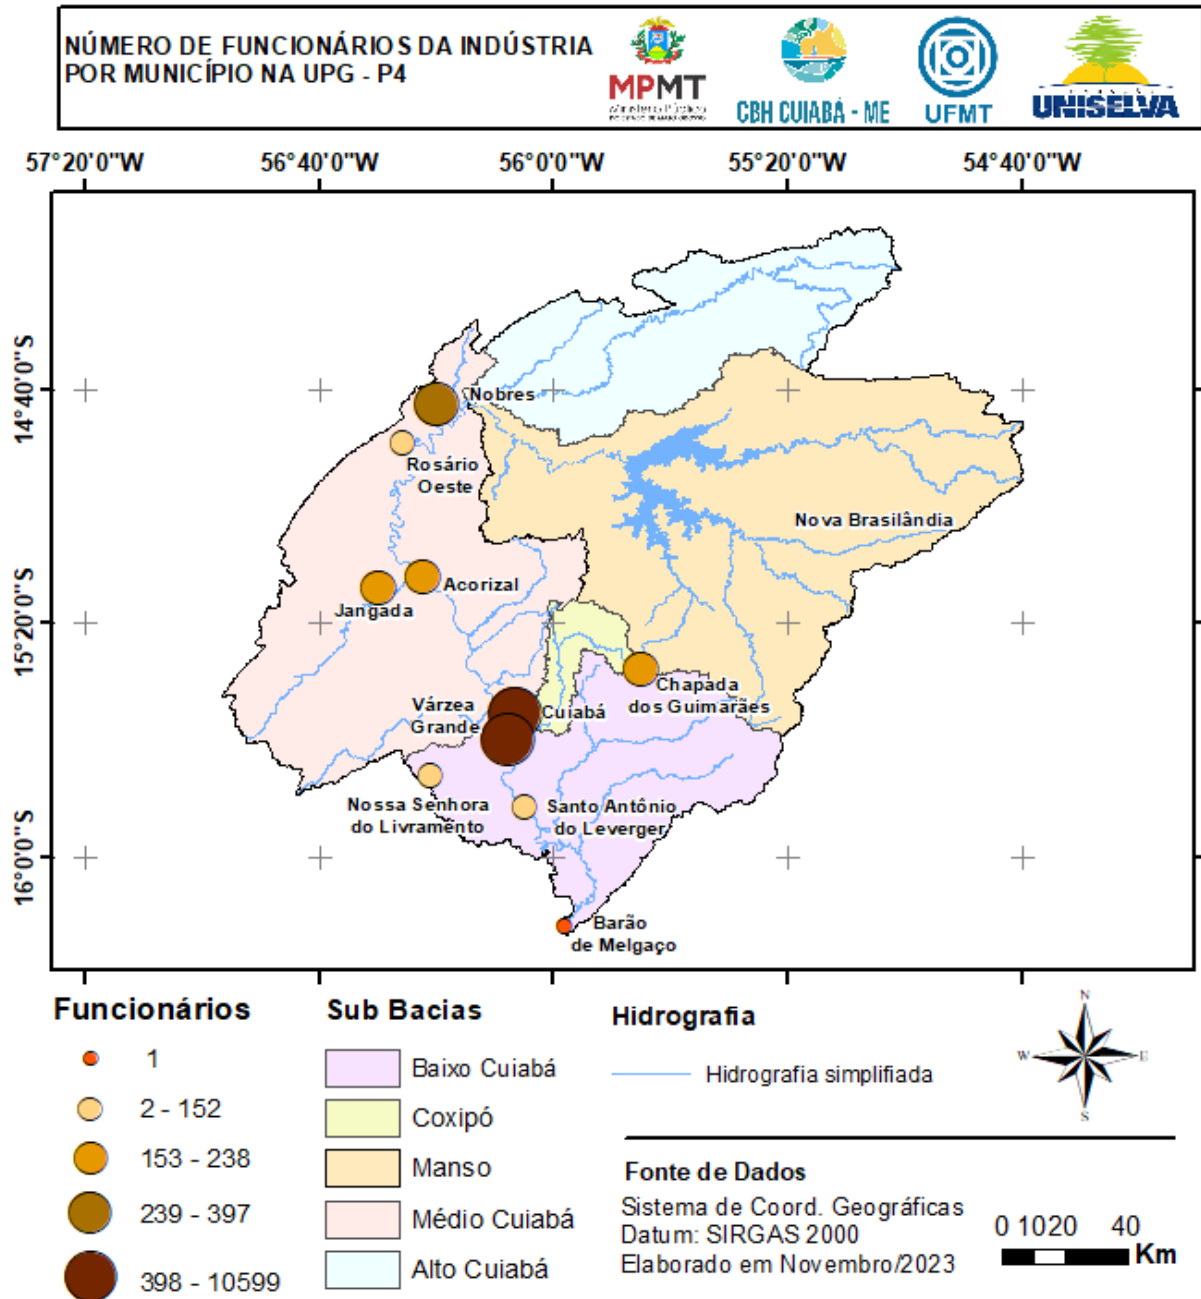 NÚMERO DE FUNCIONÁRIOS DA INDÚSTRIA
POR MUNICÍPIO NA UPG - P4
MPMT
Ministério Público
CBH CUIABÁ - ME
UFMT
UNISELVA
57°20'0"W 56°40'0"W 56°0'0"W 55°20'0"W 54°40'0"W
14°40'0"S
15°20'0"S
16°0'0"S
Nobres
Rosário
Oeste
Nova Brasilândia
Acorizal
Jangada
Chapada
dos Guimarães
Várzea
Grande
Cuiabá
Nossa Senhora
do Livramento
Santo Antônio
do Leverger
Barão
de Melgaço
Funcionários
1
2 - 152
153 - 238
239 - 397
398 - 10599
Sub Bacias
Baixo Cuiabá
Coxipó
Manso
Médio Cuiabá
Alto Cuiabá
Hidrografia
Hidrografia simplifiada
N
W
E
S
Fonte de Dados
Sistema de Coord. Geográficas
Datum: SIRGAS 2000
Elaborado em Novembro/2023
0 1020 40
Km